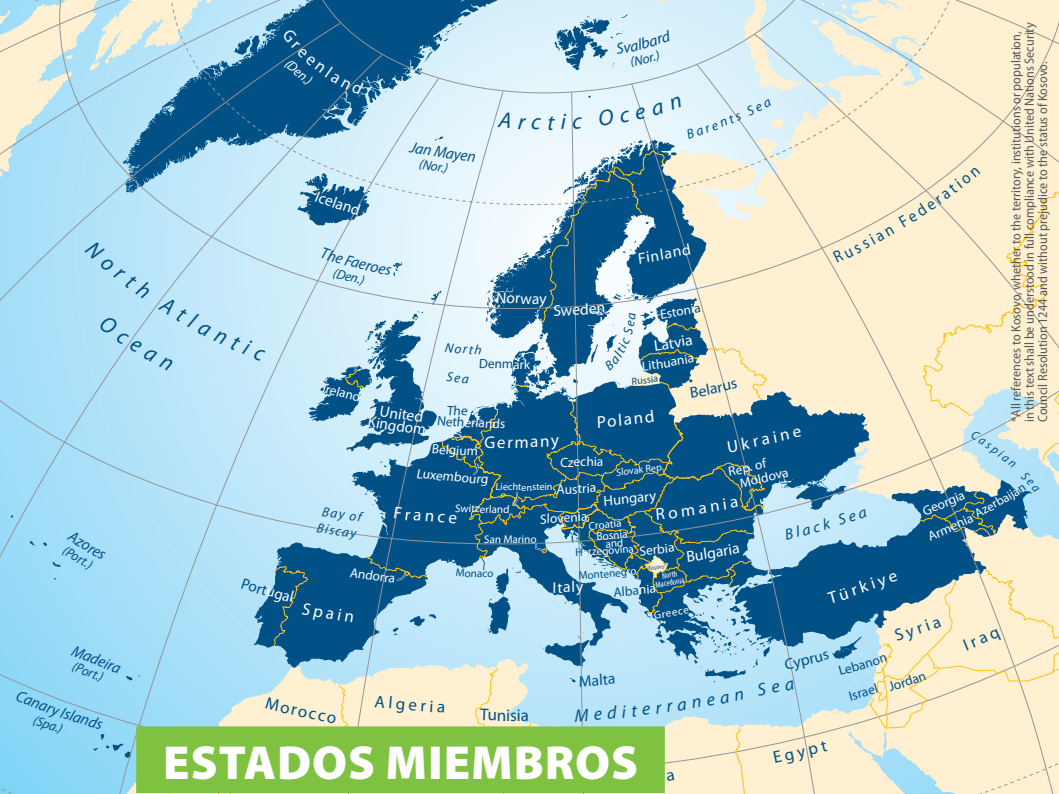 Greenland
(Den.)
Svalbard
(Nor.)
Arctic Ocean
Barents Sea
Jan Mayen
(Nor.)
Iceland
Russian Federation
*All references to Kosovo, whether to the territory, institutions or population,
in this text shall be understood in full compliance with United Nations Security
Council Resolution 1244 and without prejudice to the status of Kosovo.
The Faeroes
(Den.)
Finland
North Atlantic
Ocean
Norway
Sweden
Estonia
Baltic Sea
Latvia
Lithuania
North
Sea
Denmark
Russia
Belarus
Ireland
United
Kingdom
The
Netherlands
Poland
Germany
Ukraine
Belgium
Czechia
Slovak Rep.
Rep. of
Moldova
Luxembourg
Liechtenstein
Austria
Hungary
Caspian Sea
Switzerland
France
Slovenia
Croatia
Romania
Georgia
Azerbaijan
Armenia
Bay of
Biscay
San Marino
Bosnia
and
Herzegovina
Serbia
Bulgaria
Black Sea
Azores
(Port.)
Monaco
Andorra
Montenegro
North
Macedonia
Italy
Albania
Türkiye
Portugal
Spain
Greece
Syria
Iraq
Madeira
(Port.)
Cyprus
Lebanon
Malta
Israel
Jordan
Canary Islands
(Spa.)
Mediterranean Sea
Morocco
Algeria
Tunisia
Egypt
ESTADOS MIEMBROS
a